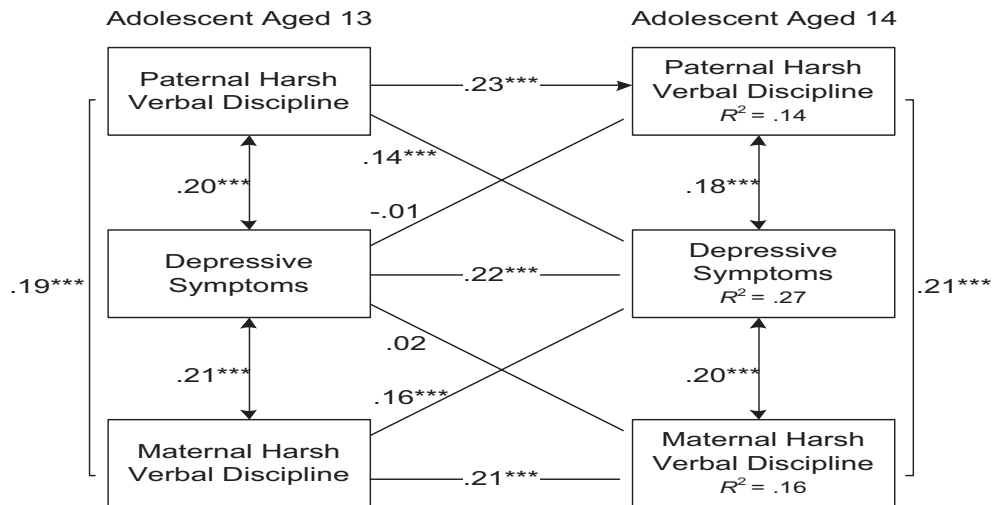 Adolescent Aged 13
Adolescent Aged 14
Paternal Harsh
Verbal Discipline
.23***
Paternal Harsh
Verbal Discipline
R² = .14
.14***
.20***
.18***
-.01
Depressive
Symptoms
.22***
Depressive
Symptoms
R² = .27
.19***
.21***
.02
.21***
.16***
.20***
Maternal Harsh
Verbal Discipline
.21***
Maternal Harsh
Verbal Discipline
R² = .16